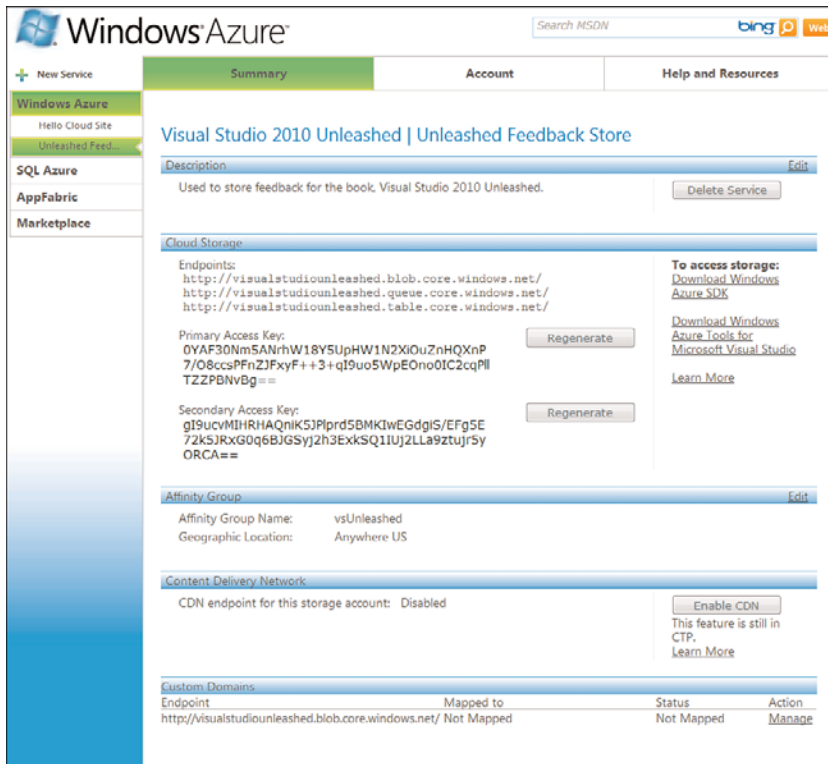 Windows Azure™
Search MSDN
bing
Web
New Service
Summary
Account
Help and Resources
Windows Azure
Hello Cloud Site
Unleashed Feed...
SQL Azure
AppFabric
Marketplace
Visual Studio 2010 Unleashed | Unleashed Feedback Store
Description
Edit
Used to store feedback for the book, Visual Studio 2010 Unleashed.
Delete Service
Cloud Storage
Endpoints:
http://visualstudiounleashed.blob.core.windows.net/
http://visualstudiounleashed.queue.core.windows.net/
http://visualstudiounleashed.table.core.windows.net/
Primary Access Key:
Regenerate
0YAF30Nm5ANrhW18Y5UpHW1N2XiOuZnHQXnP
7/O8ccsPFnZJFxyF++3+qI9uo5WpEOno0IC2cqPll
TZZPBNvBg==
Secondary Access Key:
Regenerate
gI9ucvMIHRHAQniK5JPlprd5BMKIwEGdgiS/EFg5E
72k5JRxG0q6BJGSyj2h3ExkSQ1IUj2LLa9ztujr5y
ORCA==
To access storage:
Download Windows
Azure SDK
Download Windows
Azure Tools for
Microsoft Visual Studio
Learn More
Affinity Group
Edit
Affinity Group Name: vsUnleashed
Geographic Location: Anywhere US
Content Delivery Network
CDN endpoint for this storage account: Disabled
Enable CDN
This feature is still in
CTP.
Learn More
Custom Domains
Endpoint Mapped to Status Action
http://visualstudiounleashed.blob.core.windows.net/ Not Mapped Not Mapped Manage